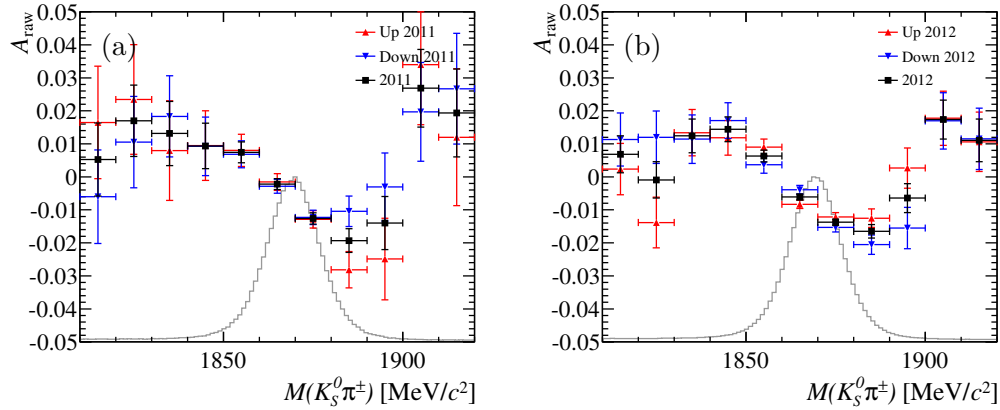 A_raw
0.05
0.04
0.03
0.02
0.01
0
-0.01
-0.02
-0.03
-0.04
-0.05
(a)
Up 2011
Down 2011
2011
1850
1900
M(K_S^0π^±) [MeV/c^2]
A_raw
0.05
0.04
0.03
0.02
0.01
0
-0.01
-0.02
-0.03
-0.04
-0.05
(b)
Up 2012
Down 2012
2012
1850
1900
M(K_S^0π^±) [MeV/c^2]